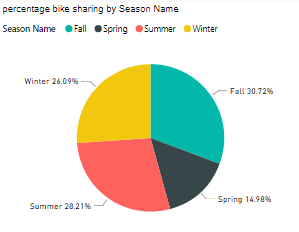 percentage bike sharing by Season Name
Season Name Fall Spring Summer Winter
Winter 26.09%
Fall 30.72%
Spring 14.98%
Summer 28.21%